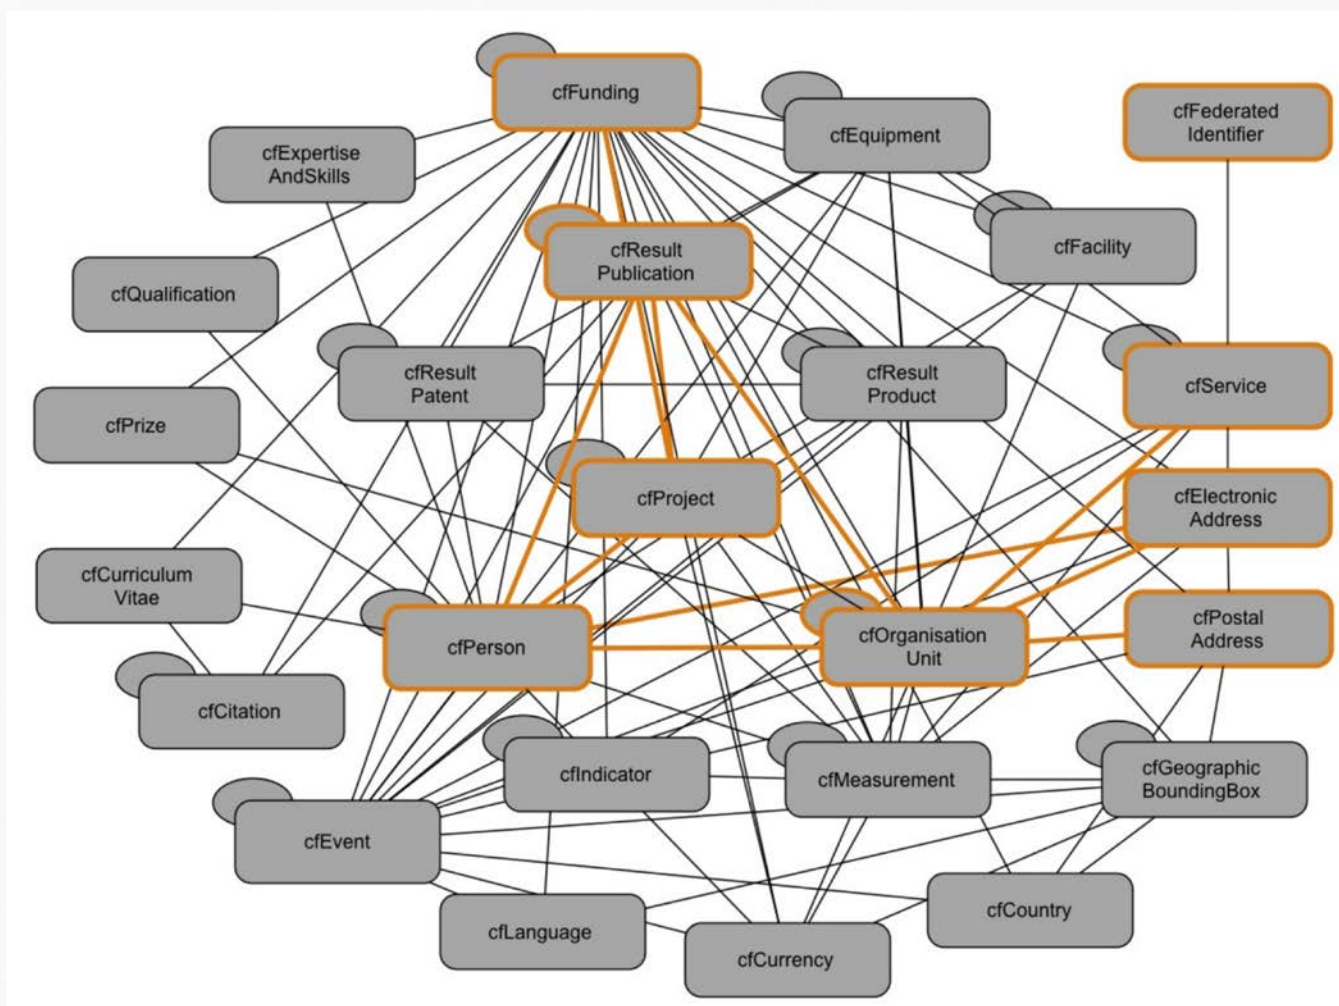 cfFunding
cfEquipment
cfFederated
Identifier
cfExpertise
AndSkills
cfResult
Publication
cfFacility
cfQualification
cfResult
Patent
cfResult
Product
cfService
cfPrize
cfProject
cfElectronic
Address
cfCurriculum
Vitae
cfPerson
cfOrganisation
Unit
cfPostal
Address
cfCitation
cfIndicator
cfMeasurement
cfGeographic
BoundingBox
cfEvent
cfLanguage
cfCurrency
cfCountry